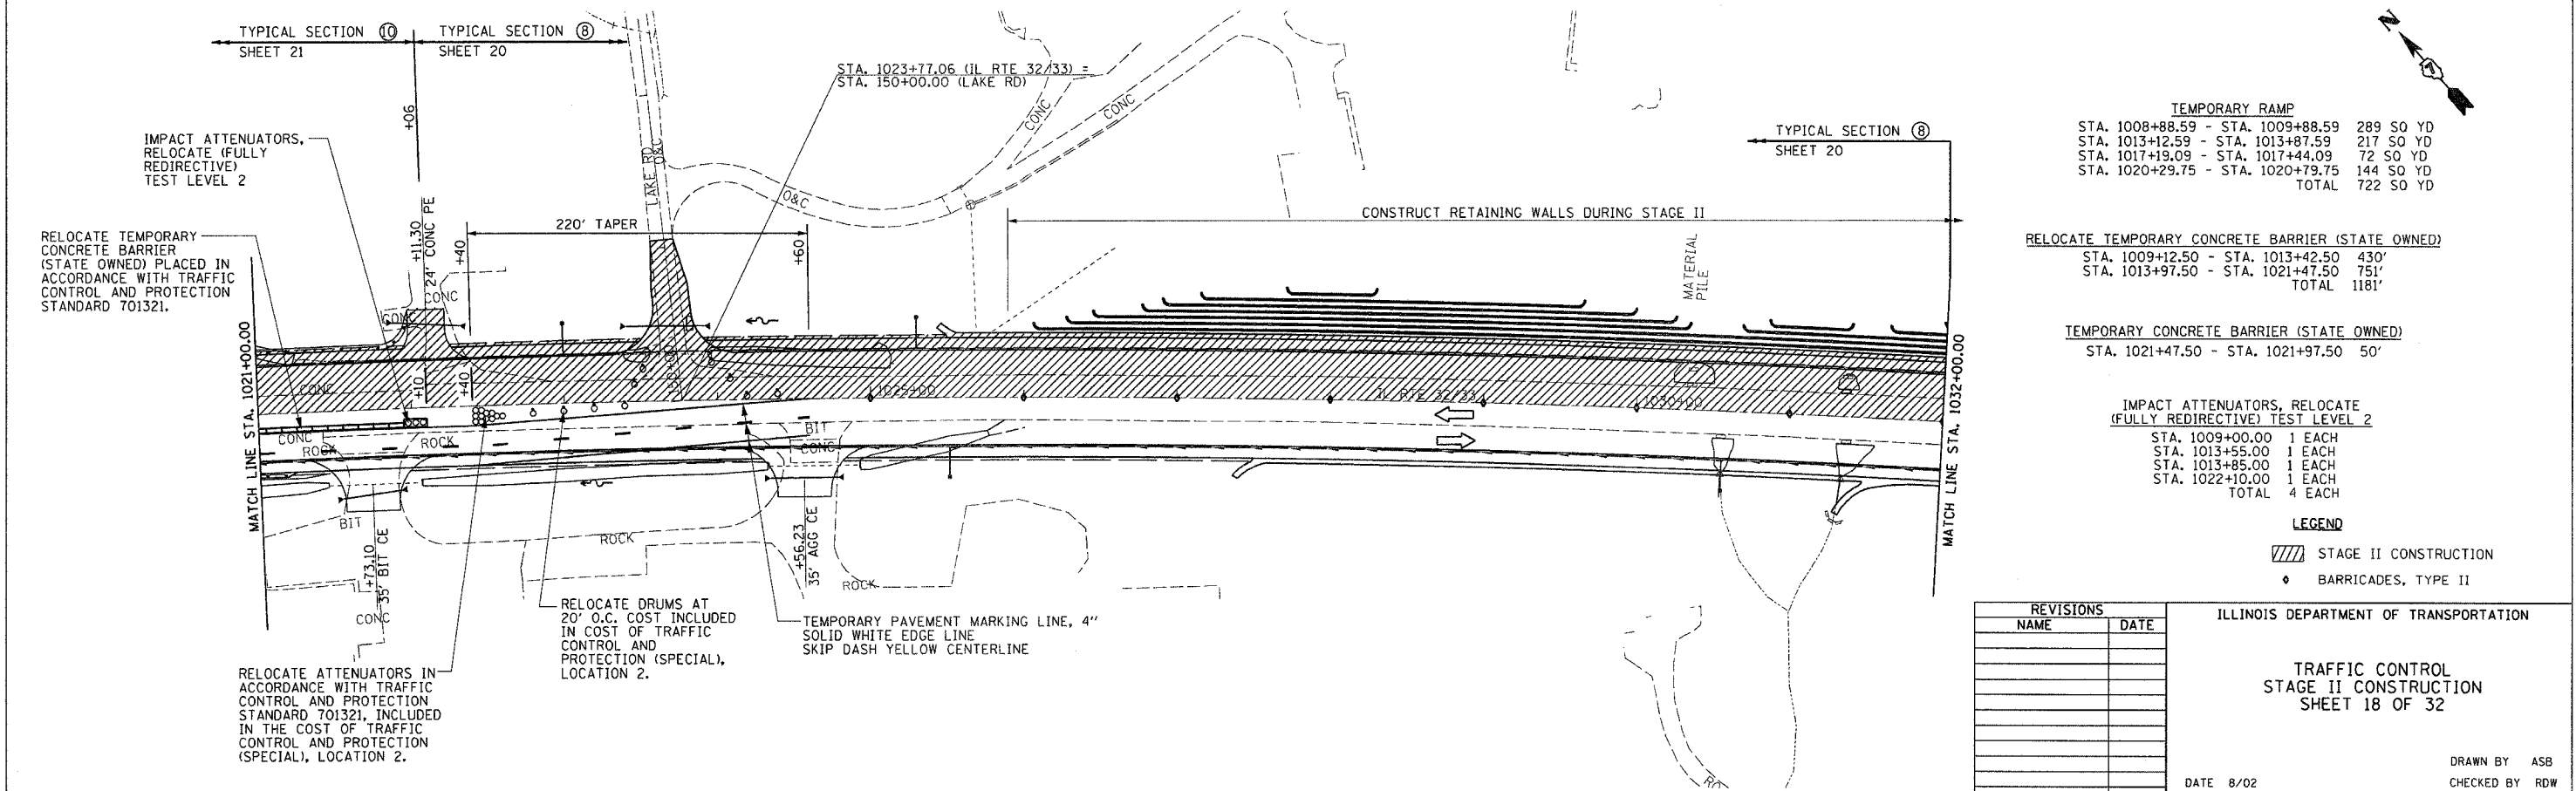 TYPICAL SECTION 10
SHEET 21
TYPICAL SECTION 8
SHEET 20
STA. 1023+77.06 (IL RTE 32/33) =
STA. 150+00.00 (LAKE RD)
IMPACT ATTENUATORS,
RELOCATE (FULLY
REDIRECTIVE)
TEST LEVEL 2
RELOCATE TEMPORARY
CONCRETE BARRIER
(STATE OWNED) PLACED IN
ACCORDANCE WITH TRAFFIC
CONTROL AND PROTECTION
STANDARD 701321.
+06
+11.30
24' CONC PE
+40
220' TAPER
+60
LAKE RD
O&C
O&C
CONC
CONC
TYPICAL SECTION 8
SHEET 20
CONSTRUCT RETAINING WALLS DURING STAGE II
MATERIAL
PILE
CONC
CONC
CONC
+10
+40
150+00
1025+00
IL RTE 32/33
1030+00
MATCH LINE STA. 1021+00.00
MATCH LINE STA. 1032+00.00
CONC
ROCK
ROCK
BIT
CONC
BIT
+73.10
35' BIT CE
CONC
ROCK
+56.23
35' AGG CE
ROCK
RELOCATE DRUMS AT
20' O.C. COST INCLUDED
IN COST OF TRAFFIC
CONTROL AND
PROTECTION (SPECIAL),
LOCATION 2.
TEMPORARY PAVEMENT MARKING LINE, 4"
SOLID WHITE EDGE LINE
SKIP DASH YELLOW CENTERLINE
RELOCATE ATTENUATORS IN
ACCORDANCE WITH TRAFFIC
CONTROL AND PROTECTION
STANDARD 701321, INCLUDED
IN THE COST OF TRAFFIC
CONTROL AND PROTECTION
(SPECIAL), LOCATION 2.
N
TEMPORARY RAMP
STA. 1008+88.59 - STA. 1009+88.59 289 SQ YD
STA. 1013+12.59 - STA. 1013+87.59 217 SQ YD
STA. 1017+19.09 - STA. 1017+44.09 72 SQ YD
STA. 1020+29.75 - STA. 1020+79.75 144 SQ YD
TOTAL 722 SQ YD
RELOCATE TEMPORARY CONCRETE BARRIER (STATE OWNED)
STA. 1009+12.50 - STA. 1013+42.50 430'
STA. 1013+97.50 - STA. 1021+47.50 751'
TOTAL 1181'
TEMPORARY CONCRETE BARRIER (STATE OWNED)
STA. 1021+47.50 - STA. 1021+97.50 50'
IMPACT ATTENUATORS, RELOCATE
(FULLY REDIRECTIVE) TEST LEVEL 2
STA. 1009+00.00 1 EACH
STA. 1013+55.00 1 EACH
STA. 1013+85.00 1 EACH
STA. 1022+10.00 1 EACH
TOTAL 4 EACH
LEGEND
STAGE II CONSTRUCTION
BARRICADES, TYPE II
REVISIONS
NAME DATE
ILLINOIS DEPARTMENT OF TRANSPORTATION
TRAFFIC CONTROL
STAGE II CONSTRUCTION
SHEET 18 OF 32
DRAWN BY ASB
DATE 8/02
CHECKED BY RDW